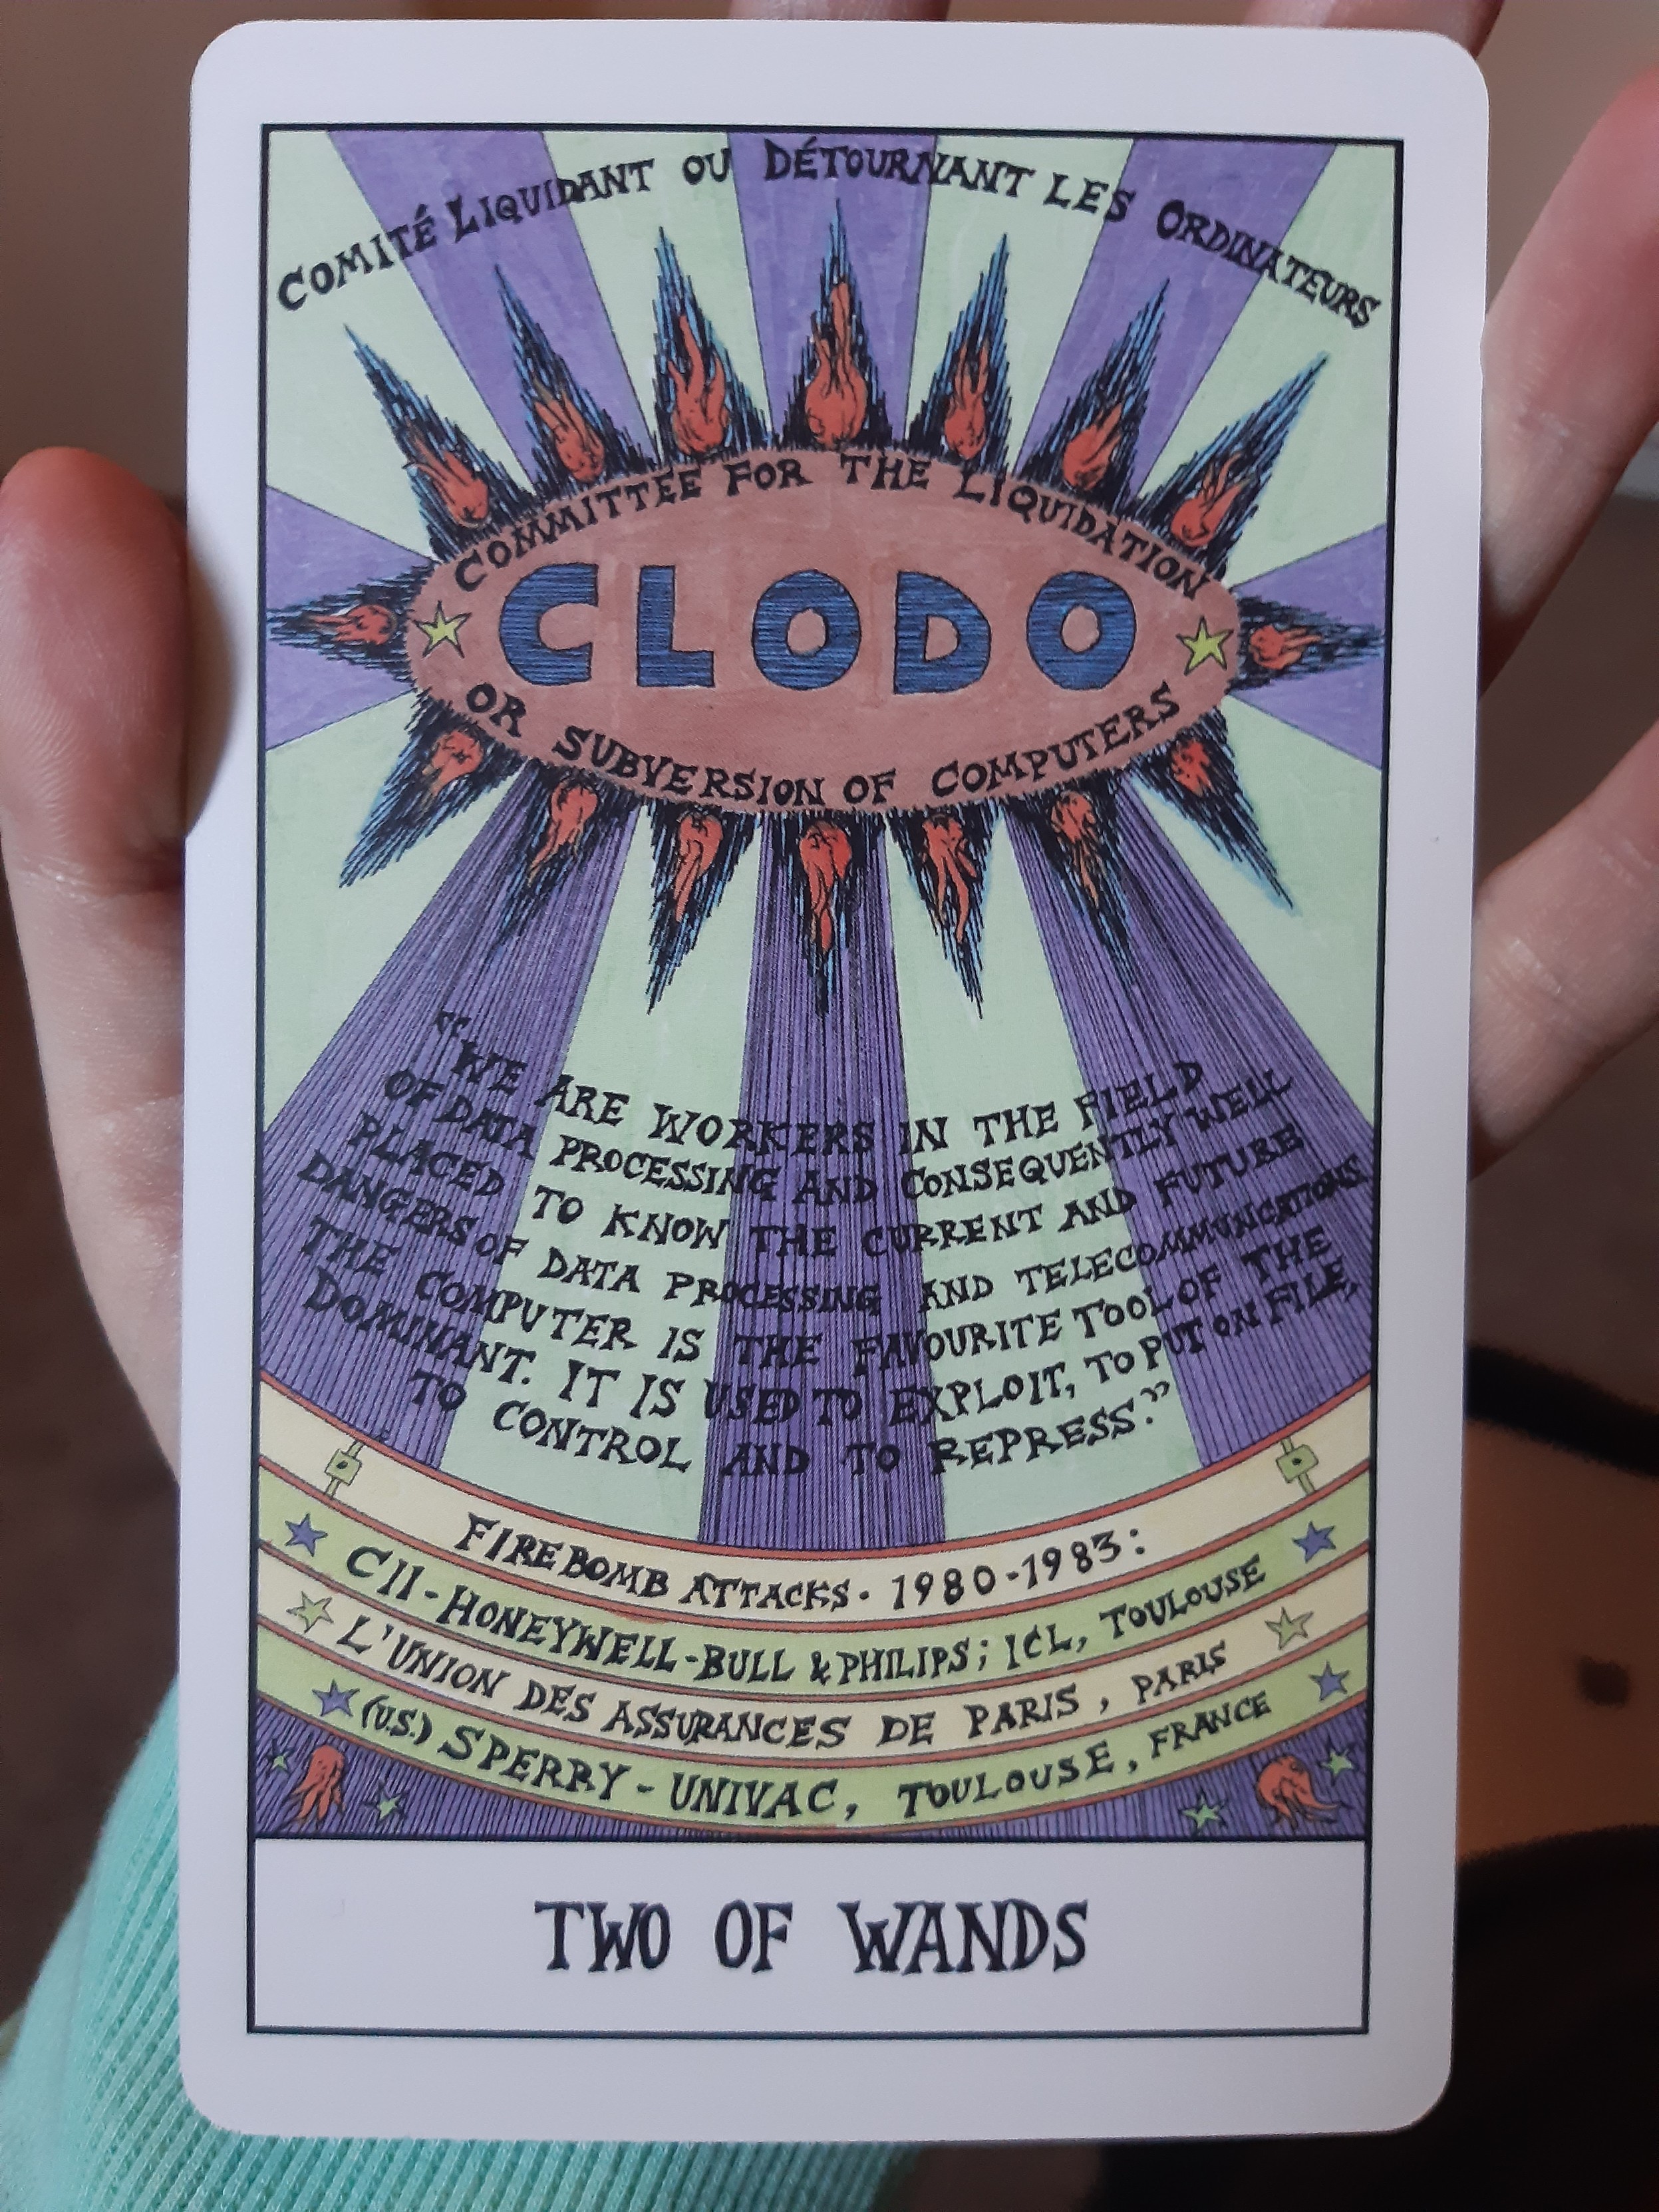 COMITÉ LIQUIDANT OU DÉTOURNANT LES ORDINATEURS
COMMITTEE FOR THE LIQUIDATION
CLODO
OR SUBVERSION OF COMPUTERS
"WE ARE WORKERS IN THE FIELD
OF DATA PROCESSING AND CONSEQUENTLY WELL
PLACED TO KNOW THE CURRENT AND FUTURE
DANGERS OF DATA PROCESSING AND TELECOMMUNICATIONS.
THE COMPUTER IS THE FAVOURITE TOOL OF THE
DOMINANT. IT IS USED TO EXPLOIT, TO PUT ON FILE,
TO CONTROL AND TO REPRESS."
FIREBOMB ATTACKS. 1980-1983:
CII-HONEYWELL-BULL & PHILIPS; ICL, TOULOUSE
L'UNION DES ASSURANCES DE PARIS, PARIS
(U.S.) SPERRY-UNIVAC, TOULOUSE, FRANCE
TWO OF WANDS